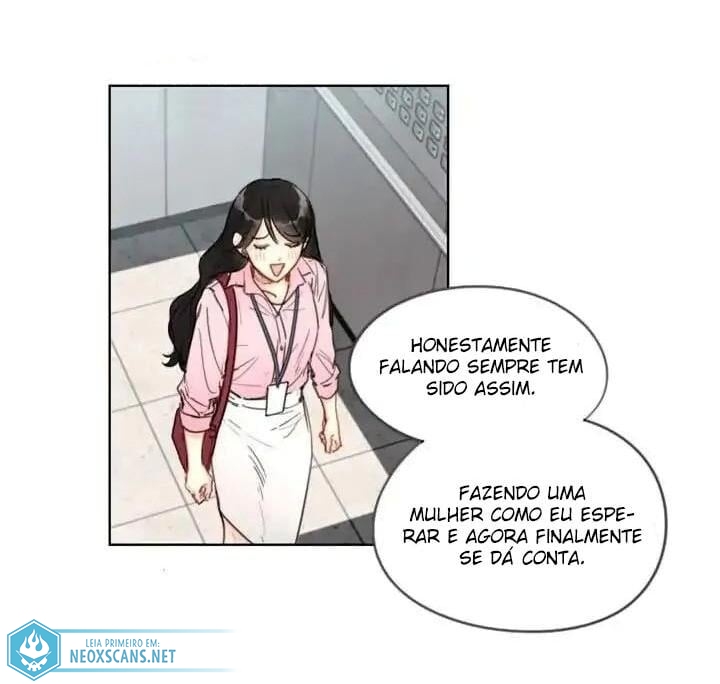 HONESTAMENTE
FALANDO SEMPRE TEM
SIDO ASSIM.
FAZENDO UMA
MULHER COMO EU ESPE-
RAR E AGORA FINALMENTE
SE DÁ CONTA.
LEIA PRIMEIRO EM:
NEOXSCANS.NET